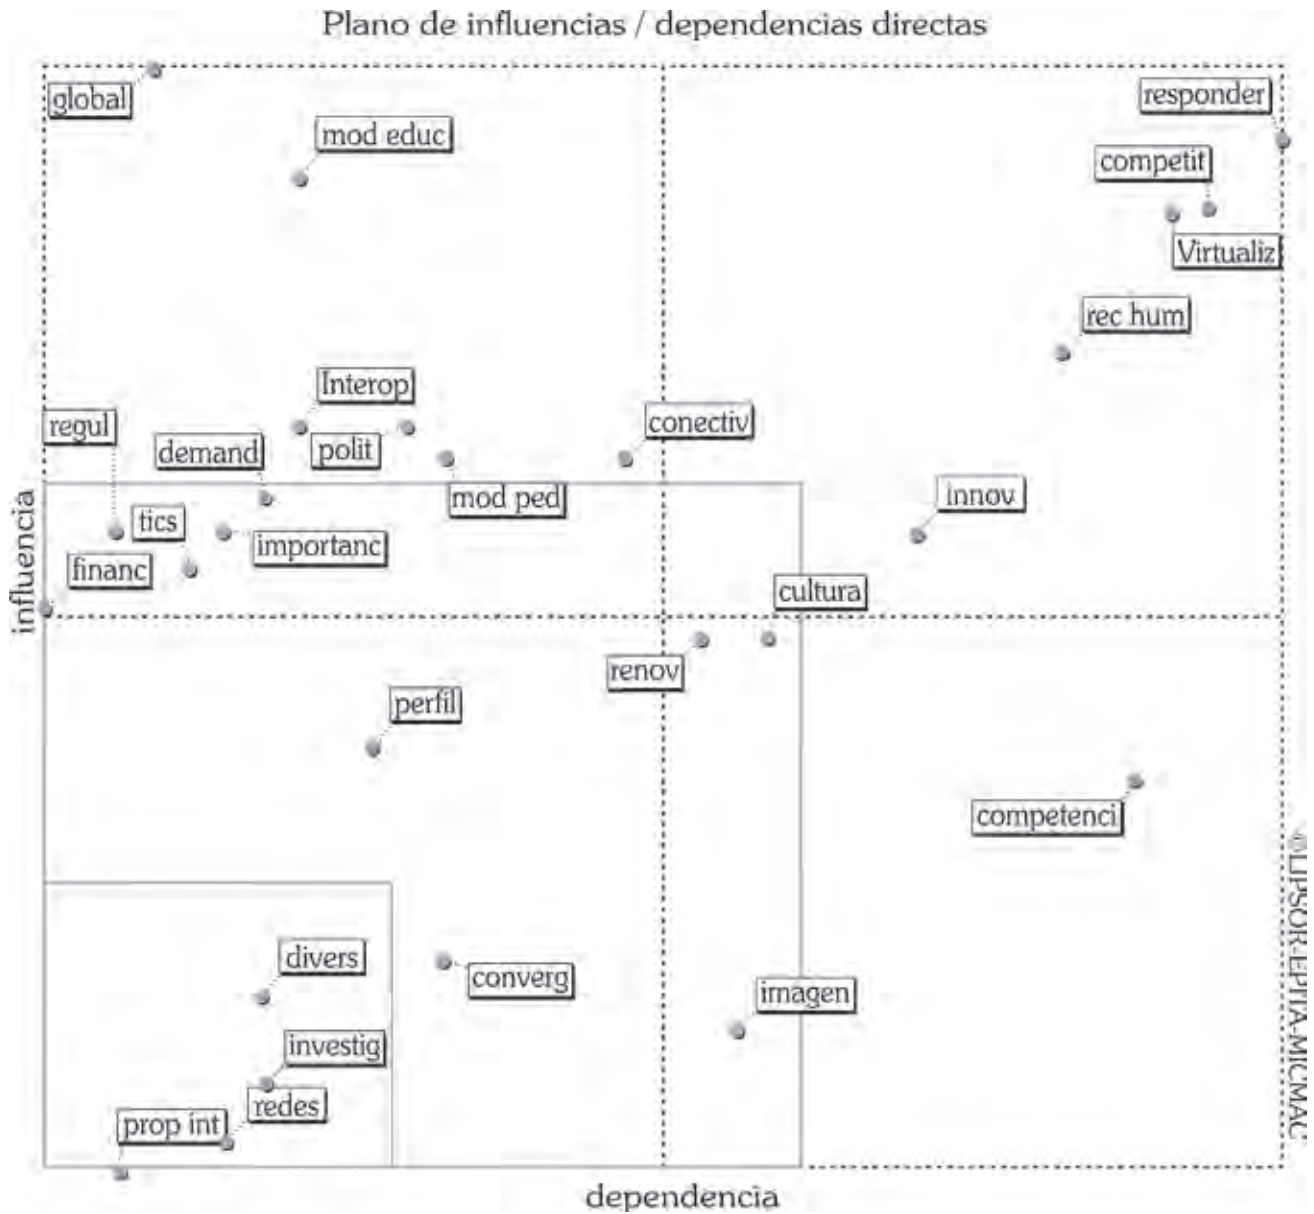 Plano de influencias / dependencias directas
global
mod educ
responder
competit
Virtualiz
rec hum
Interop
regul
conectiv
demand
polit
mod ped
innov
tics
importanc
financ
cultura
influencia
renov
perfil
competenci
divers
converg
imagen
investig
redes
prop int
LIPSOR-EPITA-MICMAC
dependencia